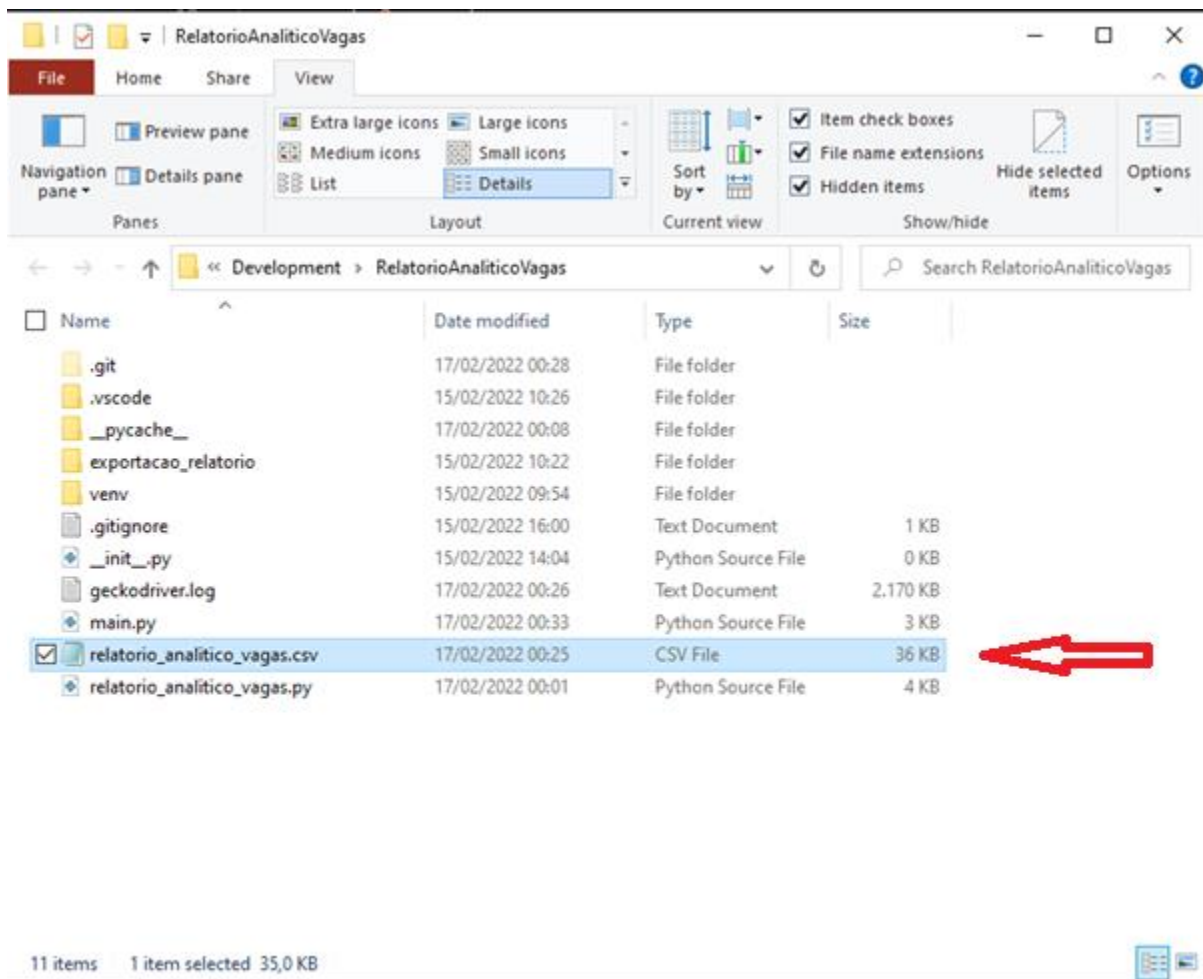 RelatorioAnaliticoVagas
File Home Share View
Navigation pane
Preview pane
Details pane
Panes
Extra large icons Large icons
Medium icons Small icons
List Details
Layout
Sort by
Current view
Item check boxes
File name extensions
Hidden items
Hide selected items
Show/hide
Options
« Development › RelatorioAnaliticoVagas
Search RelatorioAnaliticoVagas
Name Date modified Type Size
.git 17/02/2022 00:28 File folder
.vscode 15/02/2022 10:26 File folder
__pycache__ 17/02/2022 00:08 File folder
exportacao_relatorio 15/02/2022 10:22 File folder
venv 15/02/2022 09:54 File folder
.gitignore 15/02/2022 16:00 Text Document 1 KB
__init__.py 15/02/2022 14:04 Python Source File 0 KB
geckodriver.log 17/02/2022 00:26 Text Document 2.170 KB
main.py 17/02/2022 00:33 Python Source File 3 KB
relatorio_analitico_vagas.csv 17/02/2022 00:25 CSV File 36 KB
relatorio_analitico_vagas.py 17/02/2022 00:01 Python Source File 4 KB
11 items 1 item selected 35,0 KB